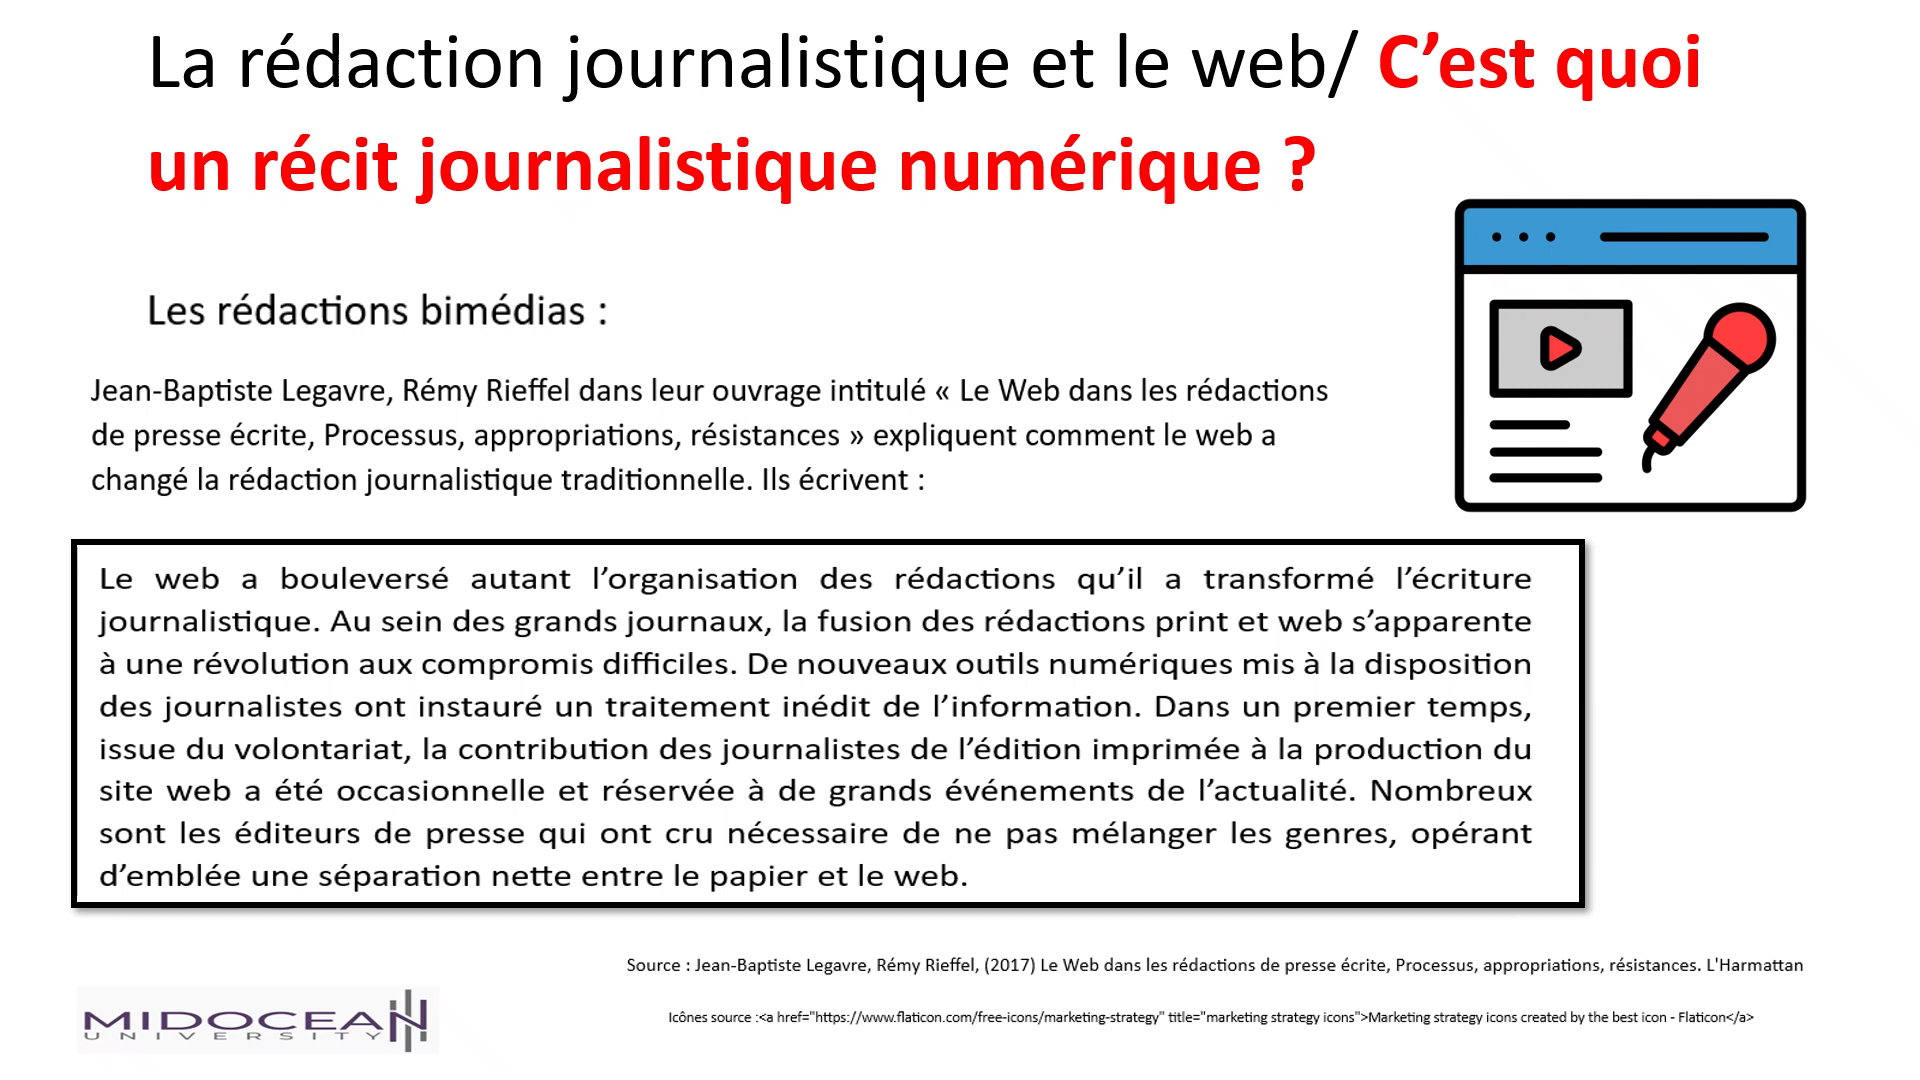 La rédaction journalistique et le web/ C’est quoi
un récit journalistique numérique ?
Les rédactions bimédias :
Jean-Baptiste Legavre, Rémy Rieffel dans leur ouvrage intitulé « Le Web dans les rédactions
de presse écrite, Processus, appropriations, résistances » expliquent comment le web a
changé la rédaction journalistique traditionnelle. Ils écrivent :
Le web a bouleversé autant l’organisation des rédactions qu’il a transformé l’écriture
journalistique. Au sein des grands journaux, la fusion des rédactions print et web s’apparente
à une révolution aux compromis difficiles. De nouveaux outils numériques mis à la disposition
des journalistes ont instauré un traitement inédit de l’information. Dans un premier temps,
issue du volontariat, la contribution des journalistes de l’édition imprimée à la production du
site web a été occasionnelle et réservée à de grands événements de l’actualité. Nombreux
sont les éditeurs de presse qui ont cru nécessaire de ne pas mélanger les genres, opérant
d’emblée une séparation nette entre le papier et le web.
Source : Jean-Baptiste Legavre, Rémy Rieffel, (2017) Le Web dans les rédactions de presse écrite, Processus, appropriations, résistances. L'Harmattan
Icônes source :<a href="https://www.flaticon.com/free-icons/marketing-strategy" title="marketing strategy icons">Marketing strategy icons created by the best icon - Flaticon</a>
MIDOCEAN
UNIVERSITY